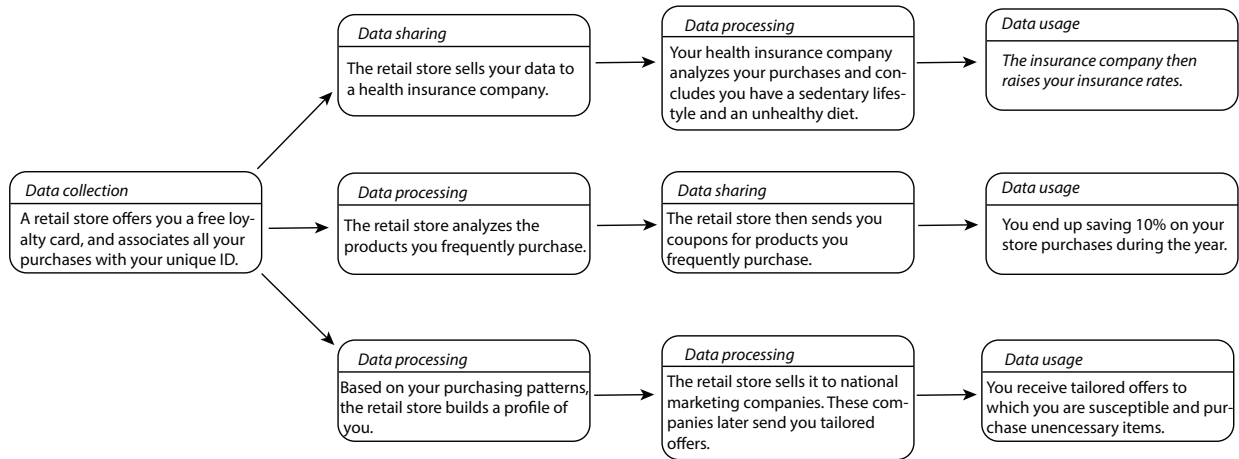 Data sharing
The retail store sells your data to
a health insurance company.
Data processing
Your health insurance company
analyzes your purchases and con-
cludes you have a sedentary lifes-
tyle and an unhealthy diet.
Data usage
The insurance company then
raises your insurance rates.
Data collection
A retail store offers you a free loy-
alty card, and associates all your
purchases with your unique ID.
Data processing
The retail store analyzes the
products you frequently purchase.
Data sharing
The retail store then sends you
coupons for products you
frequently purchase.
Data usage
You end up saving 10% on your
store purchases during the year.
Data processing
Based on your purchasing patterns,
the retail store builds a profile of
you.
Data processing
The retail store sells it to national
marketing companies. These com-
panies later send you tailored
offers.
Data usage
You receive tailored offers to
which you are susceptible and pur-
chase unencessary items.